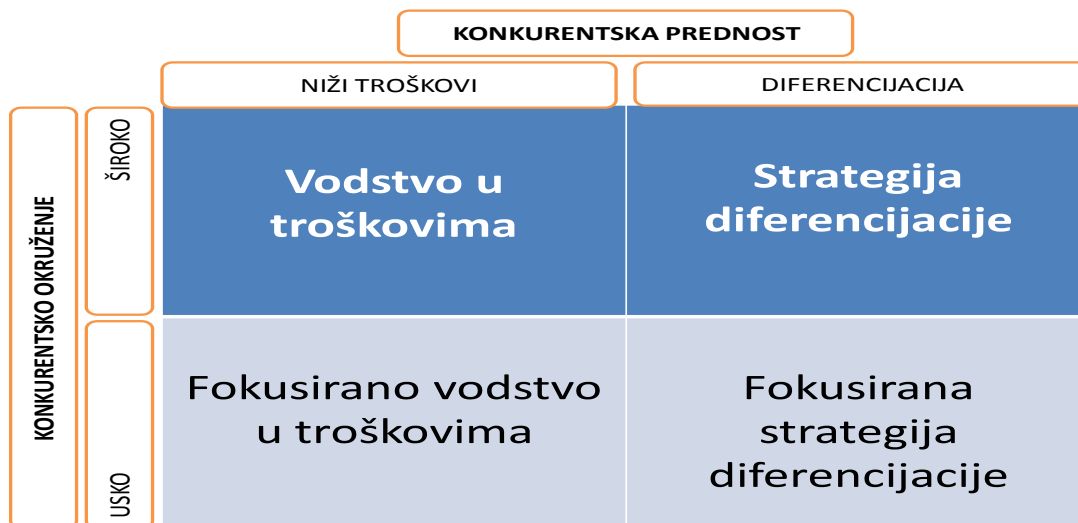 KONKURENTSKA PREDNOST
NIŽI TROŠKOVI
DIFERENCIJACIJA
KONKURENTSKO OKRUŽENJE
ŠIROKO
Vodstvo u
troškovima
Strategija
diferencijacije
USKO
Fokusirano vodstvo
u troškovima
Fokusirana
strategija
diferencijacije